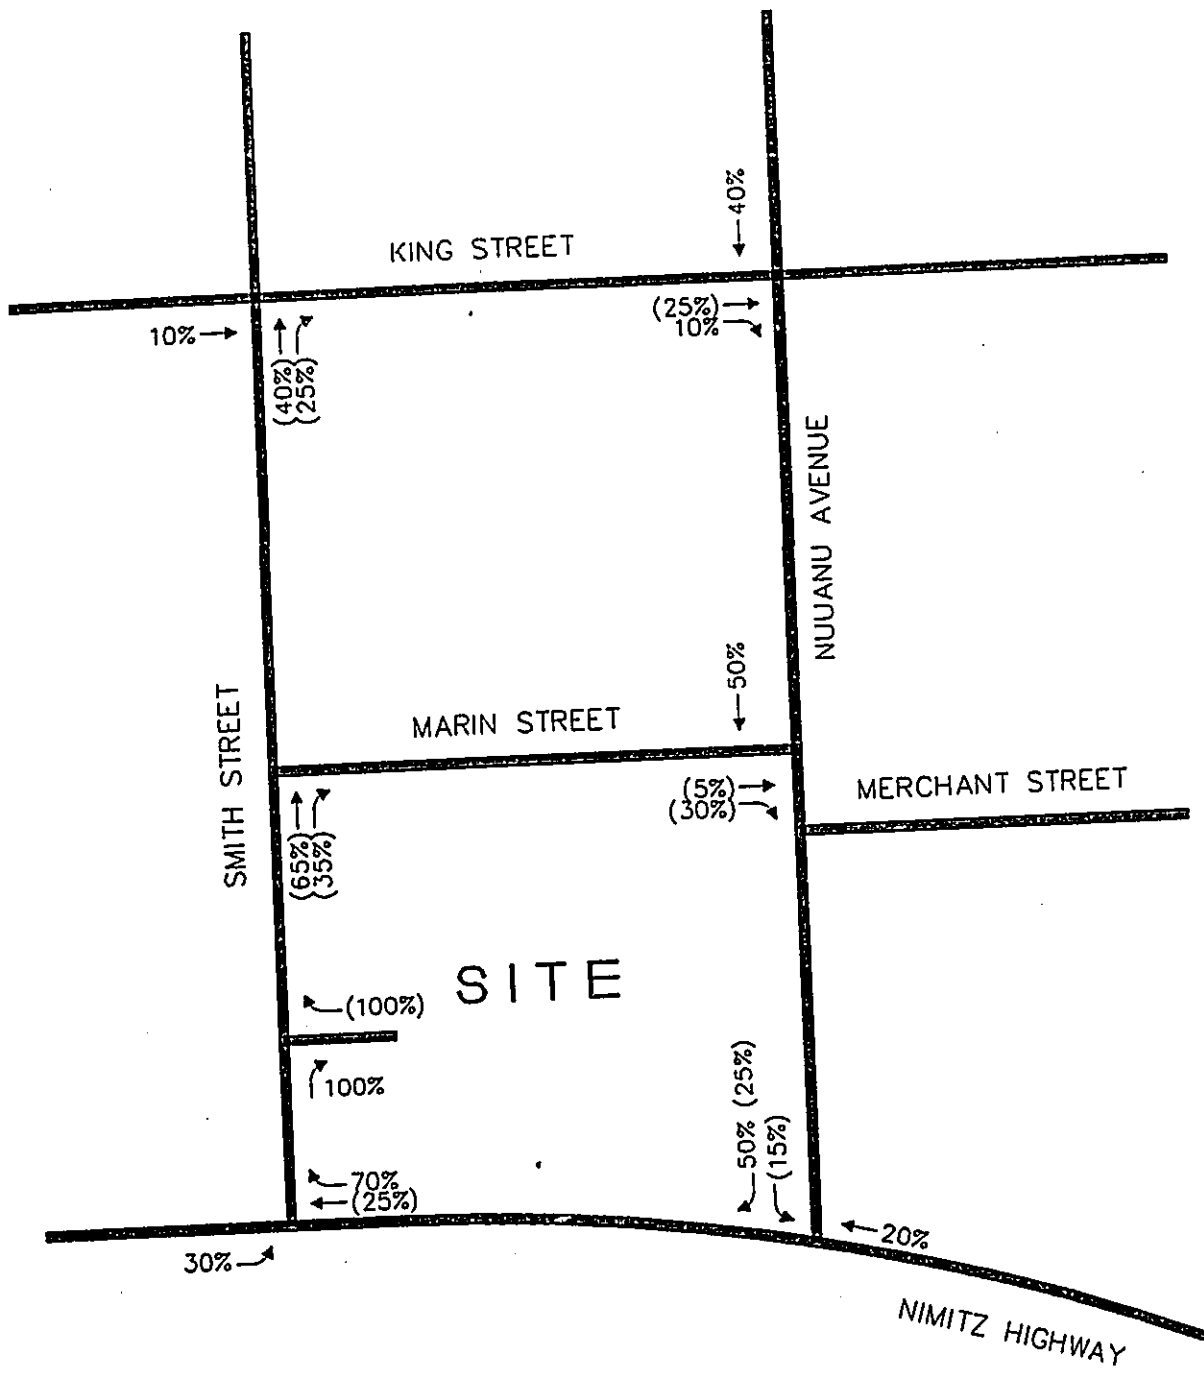 40%
KING STREET
10%
(40%)
(25%)
(25%)
10%
NUUANU AVENUE
50%
SMITH STREET
MARIN STREET
(5%)
(30%)
MERCHANT STREET
(65%)
(35%)
SITE
(100%)
100%
50% (25%)
(15%)
70%
(25%)
30%
20%
NIMITZ HIGHWAY